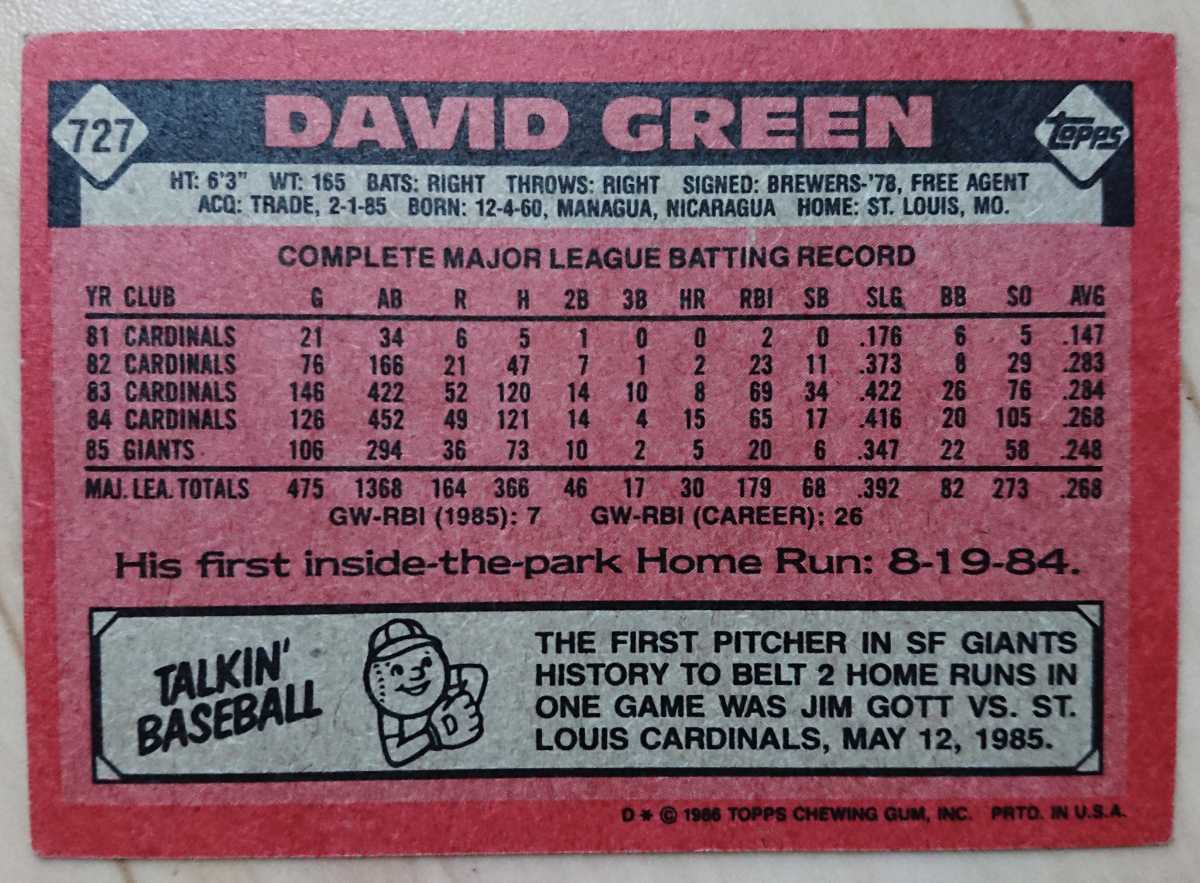 727
DAVID GREEN
TOPPS
HT: 6'3" WT: 165 BATS: RIGHT THROWS: RIGHT SIGNED: BREWERS-'78, FREE AGENT
ACQ: TRADE, 2-1-85 BORN: 12-4-60, MANAGUA, NICARAGUA HOME: ST. LOUIS, MO.
COMPLETE MAJOR LEAGUE BATTING RECORD
YR CLUB G AB R H 2B 3B HR RBI SB SLG BB SO AVG
81 CARDINALS 21 34 6 5 1 0 0 2 0 .176 6 5 .147
82 CARDINALS 76 166 21 47 7 1 2 23 11 .373 8 29 .283
83 CARDINALS 146 422 52 120 14 10 8 69 34 .422 26 76 .284
84 CARDINALS 126 452 49 121 14 4 15 65 17 .416 20 105 .268
85 GIANTS 106 294 36 73 10 2 5 20 6 .347 22 58 .248
MAJ. LEA. TOTALS 475 1368 164 366 46 17 30 179 68 .392 82 273 .268
GW-RBI (1985): 7 GW-RBI (CAREER): 26
His first inside-the-park Home Run: 8-19-84.
TALKIN'
BASEBALL
D
THE FIRST PITCHER IN SF GIANTS
HISTORY TO BELT 2 HOME RUNS IN
ONE GAME WAS JIM GOTT VS. ST.
LOUIS CARDINALS, MAY 12, 1985.
D * © 1986 TOPPS CHEWING GUM, INC. PRTD. IN U.S.A.